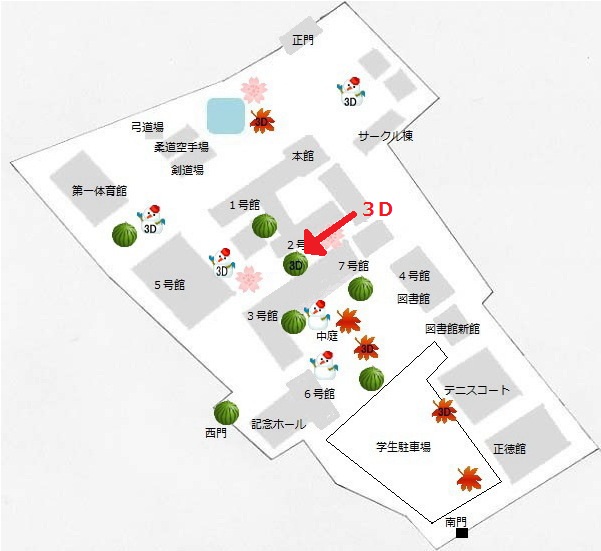 正門
3D
3D
弓道場
柔道空手場
剣道場
サークル棟
本館
第一体育館
1号館
3D
3D
2号
3D
3D
7号館
4号館
5号館
図書館
3号館
中庭
図書館新館
3D
6号館
テニスコート
3D
西門
記念ホール
学生駐車場
正徳館
南門